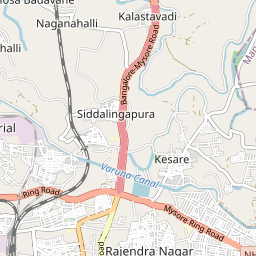 Kalastavadi
Naganahalli
Bangalore-Mysore Road
Siddalingapura
Kesare
Varuna Canal
Ring Road
Mysore Ring Road
Rajendra Nagar